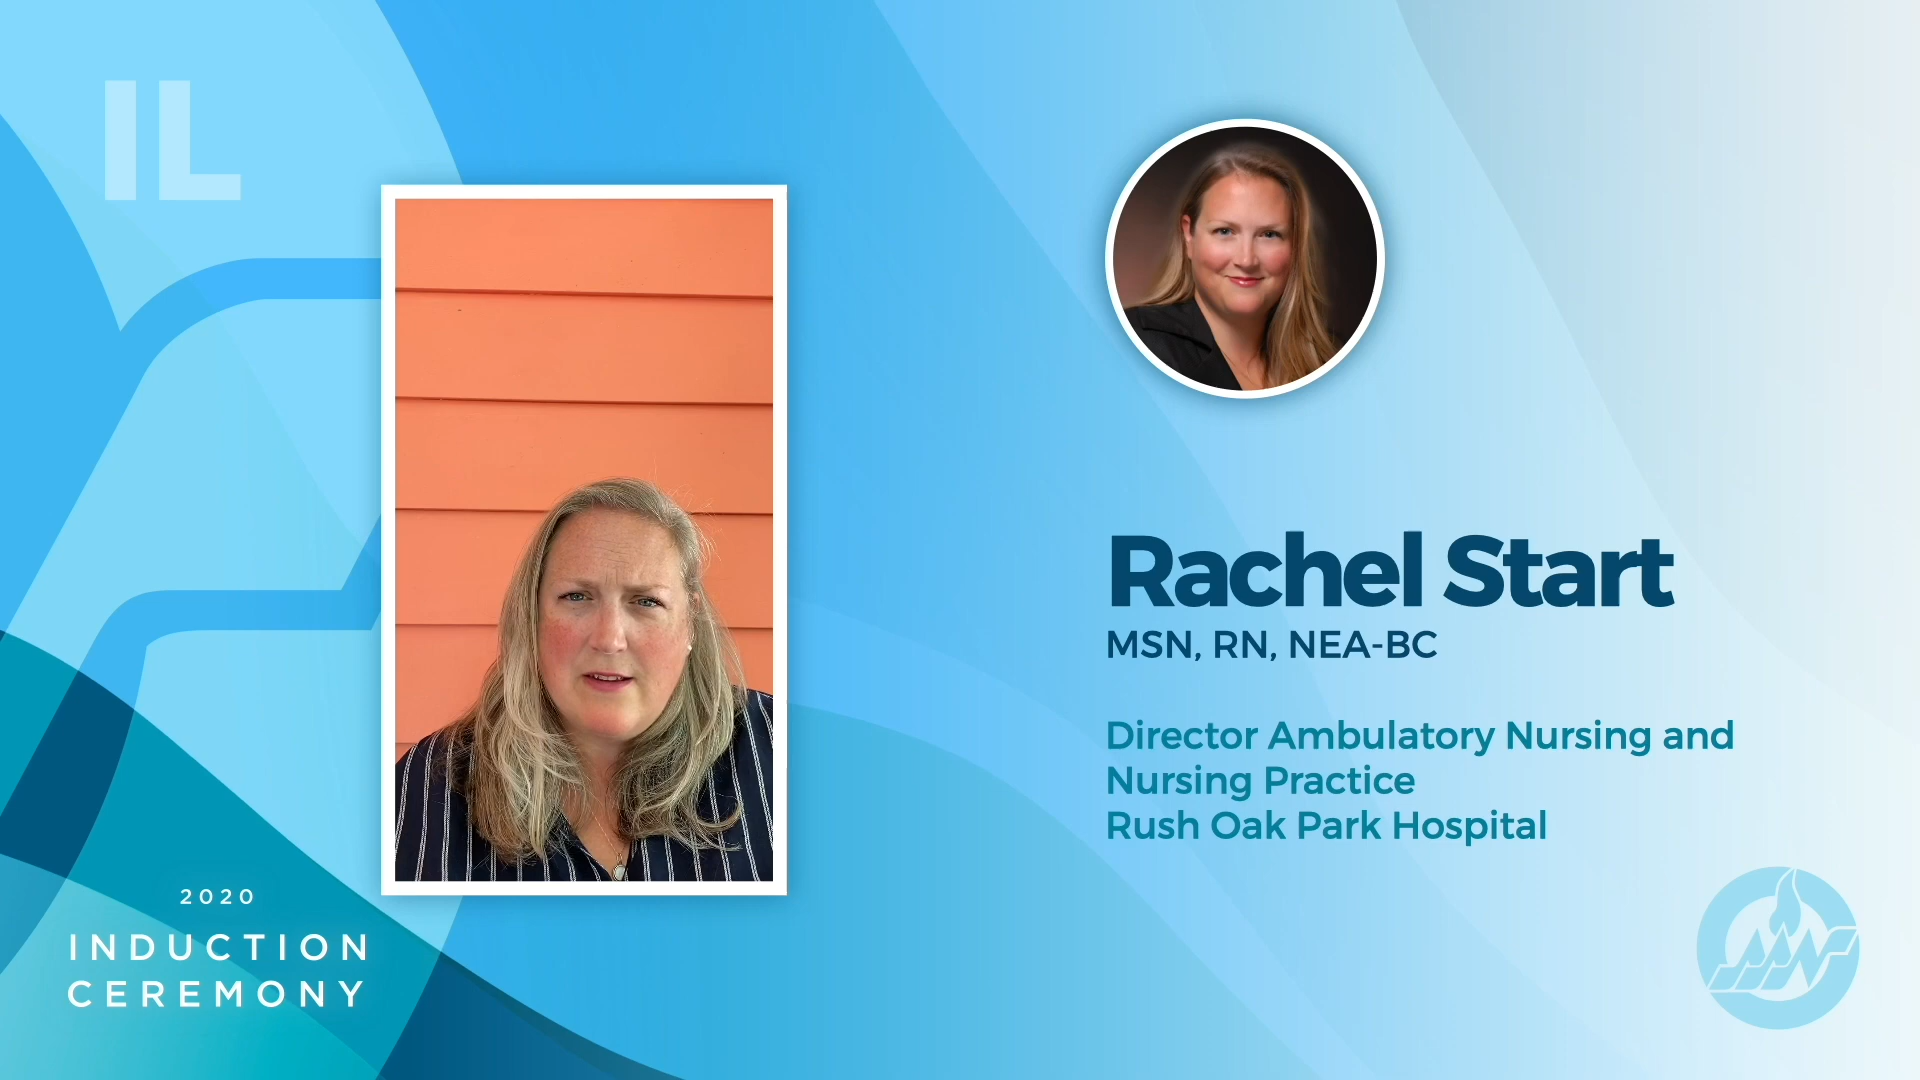 IL
Rachel Start
MSN, RN, NEA-BC
Director Ambulatory Nursing and
Nursing Practice
Rush Oak Park Hospital
2020
INDUCTION
CEREMONY